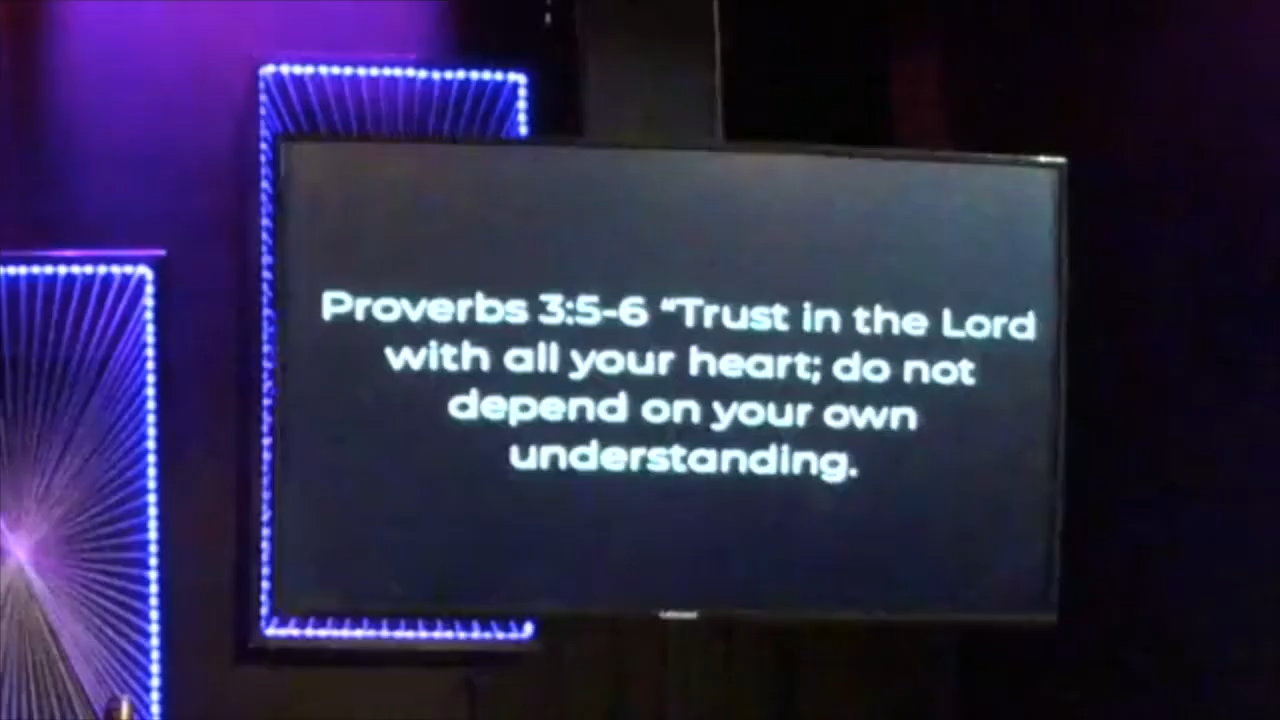 Proverbs 3:5-6 “Trust in the Lord
with all your heart; do not
depend on your own
understanding.